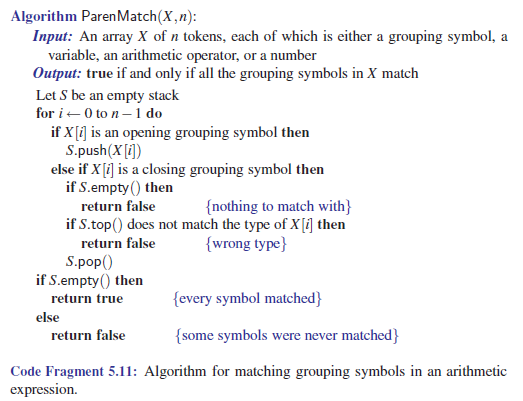 Algorithm ParenMatch(X,n):
Input: An array X of n tokens, each of which is either a grouping symbol, a
variable, an arithmetic operator, or a number
Output: true if and only if all the grouping symbols in X match
Let S be an empty stack
for i ← 0 to n − 1 do
if X[i] is an opening grouping symbol then
S.push(X[i])
else if X[i] is a closing grouping symbol then
if S.empty() then
return false {nothing to match with}
if S.top() does not match the type of X[i] then
return false {wrong type}
S.pop()
if S.empty() then
return true {every symbol matched}
else
return false {some symbols were never matched}
Code Fragment 5.11: Algorithm for matching grouping symbols in an arithmetic
expression.